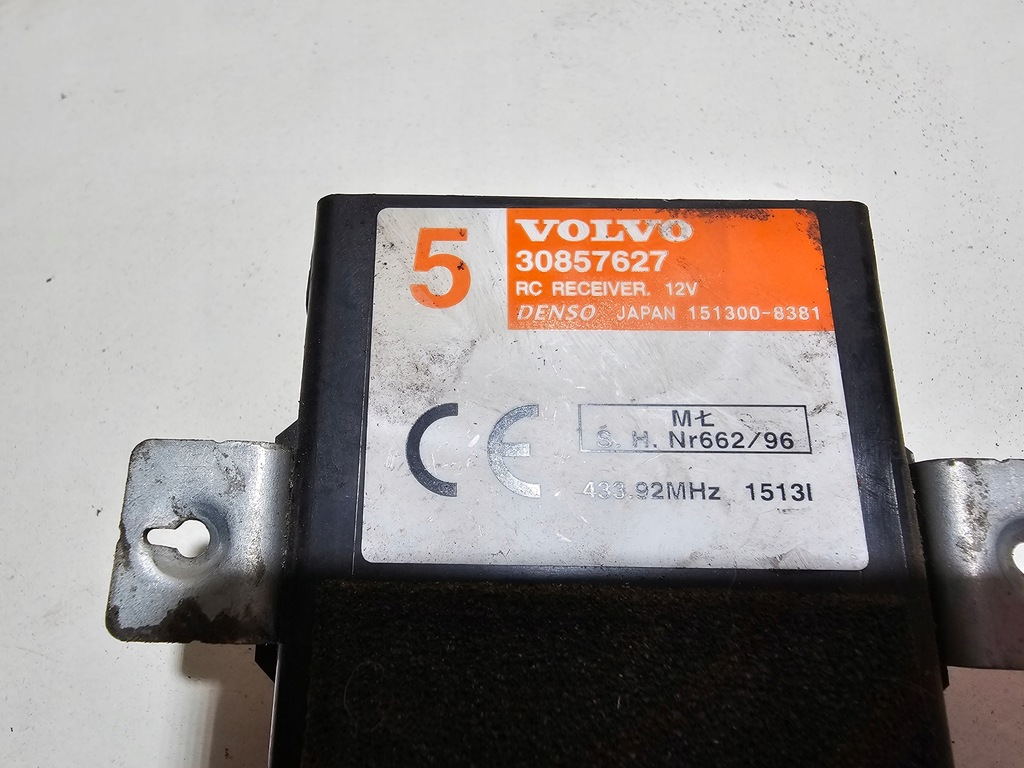 5
VOLVO
30857627
RC RECEIVER. 12V
DENSO JAPAN 151300-8381
CE
MŁ
Ś. H. Nr662/96
433.92MHz 1513I